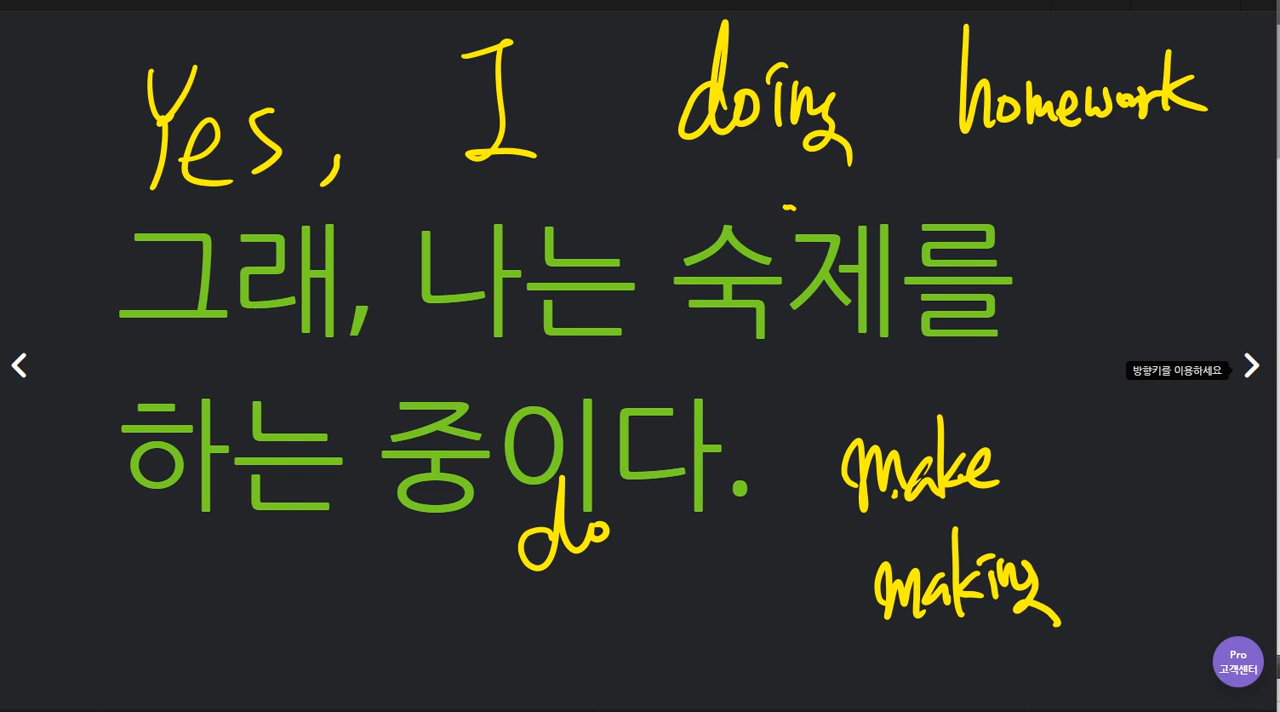 Yes, I doing homework
그래, 나는 숙제를
하는 중이다.
방향키를 이용하세요
do
make
making
Pro
고객센터